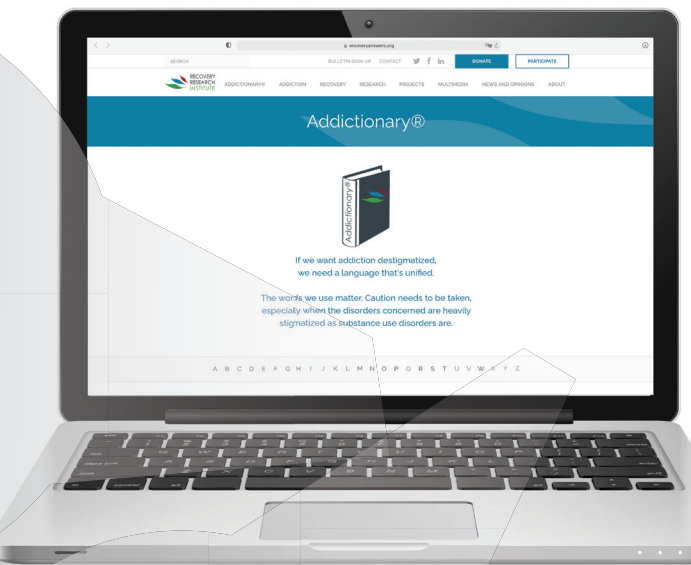 recoveryanswers.org
SEARCH
BULLETIN SIGN-UP CONTACT f in DONATE PARTICIPATE
RECOVERY
RESEARCH
INSTITUTE
ADDICTIONARY® ADDICTION RECOVERY RESEARCH PROJECTS MULTIMEDIA NEWS AND OPINIONS ABOUT
Addictionary®
Addictionary®
If we want addiction destigmatized,
we need a language that's unified.
The words we use matter. Caution needs to be taken,
especially when the disorders concerned are heavily
stigmatized as substance use disorders are.
A B C D E F G H I J K L M N O P Q R S T U V W X Y Z